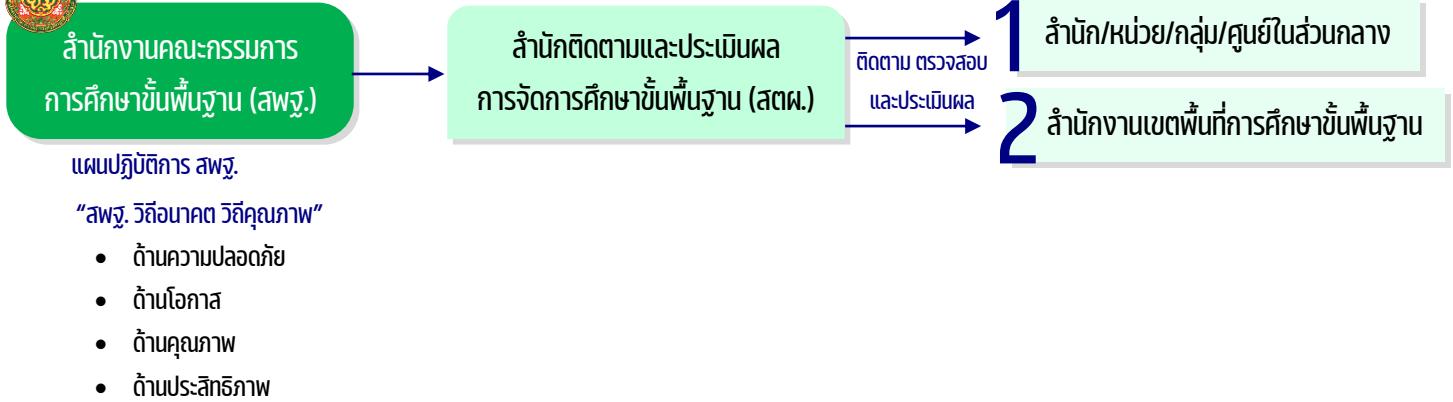 สำนักงานคณะกรรมการ
การศึกษาขั้นพื้นฐาน (สพฐ.)
สำนักติดตามและประเมินผล
การจัดการศึกษาขั้นพื้นฐาน (สตผ.)
ติดตาม ตรวจสอบ
และประเมินผล
1 สำนัก/หน่วย/กลุ่ม/ศูนย์ในส่วนกลาง
2 สำนักงานเขตพื้นที่การศึกษาขั้นพื้นฐาน
แผนปฏิบัติการ สพฐ.
“สพฐ. วิถีอนาคต วิถีคุณภาพ”
• ด้านความปลอดภัย
• ด้านโอกาส
• ด้านคุณภาพ
• ด้านประสิทธิภาพ